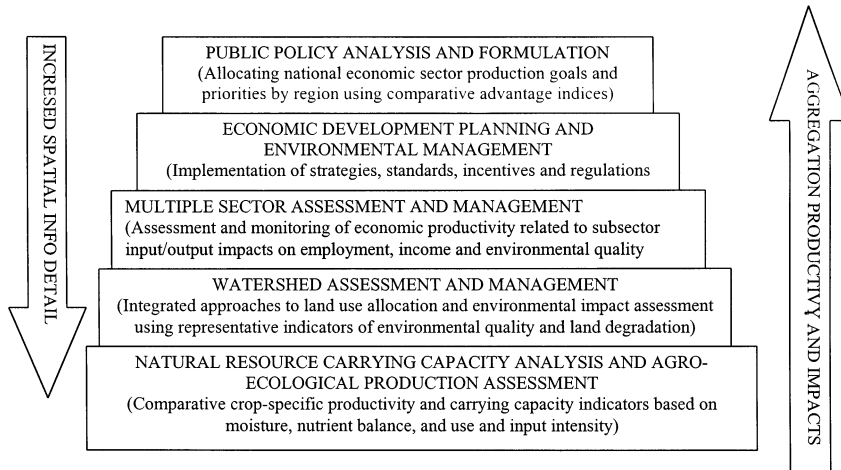 INCRESED SPATIAL INFO DETAIL
PUBLIC POLICY ANALYSIS AND FORMULATION
(Allocating national economic sector production goals and
priorities by region using comparative advantage indices)
ECONOMIC DEVELOPMENT PLANNING AND
ENVIRONMENTAL MANAGEMENT
(Implementation of strategies, standards, incentives and regulations
MULTIPLE SECTOR ASSESSMENT AND MANAGEMENT
(Assessment and monitoring of economic productivity related to subsector
input/output impacts on employment, income and environmental quality
WATERSHED ASSESSMENT AND MANAGEMENT
(Integrated approaches to land use allocation and environmental impact assessment
using representative indicators of environmental quality and land degradation)
NATURAL RESOURCE CARRYING CAPACITY ANALYSIS AND AGRO-
ECOLOGICAL PRODUCTION ASSESSMENT
(Comparative crop-specific productivity and carrying capacity indicators based on
moisture, nutrient balance, and use and input intensity)
AGGREGATION PRODUCTIVY AND IMPACTS